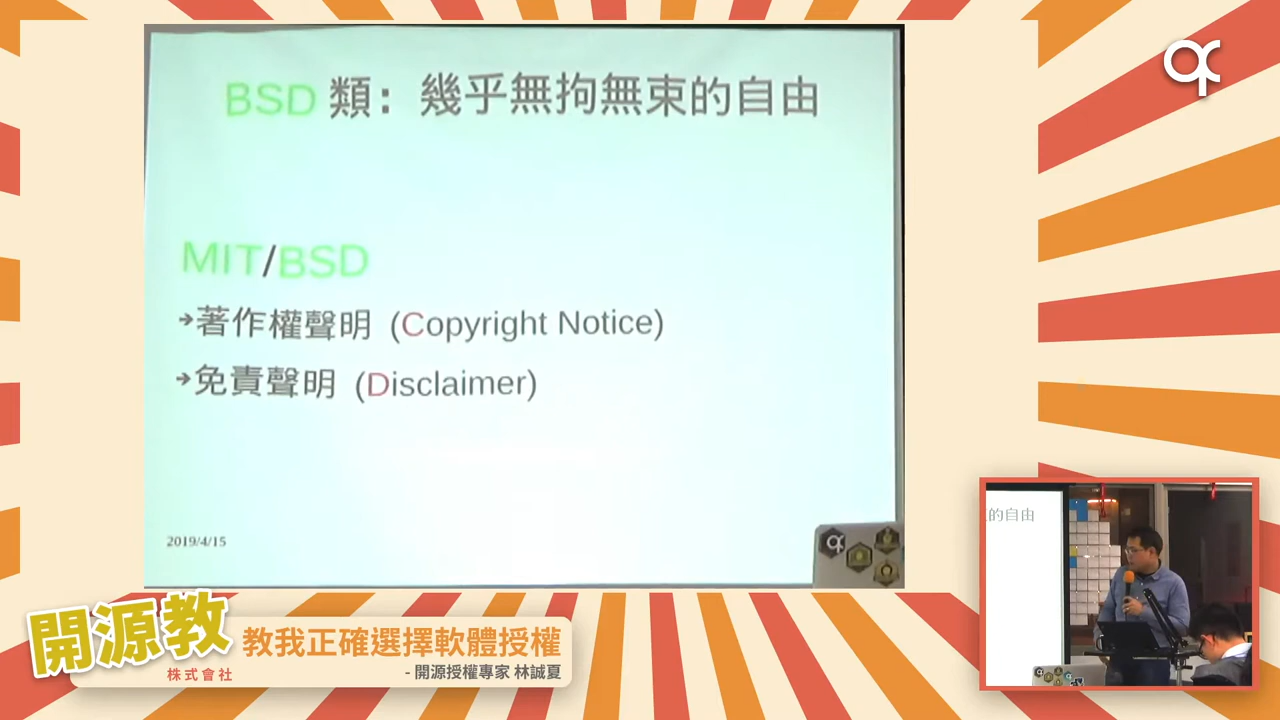 BSD 類：幾乎無拘無束的自由
MIT/BSD
➔著作權聲明 (Copyright Notice)
➔免責聲明 (Disclaimer)
2019/4/15
的自由
開源教
株式會社
教我正確選擇軟體授權
- 開源授權專家 林誠夏